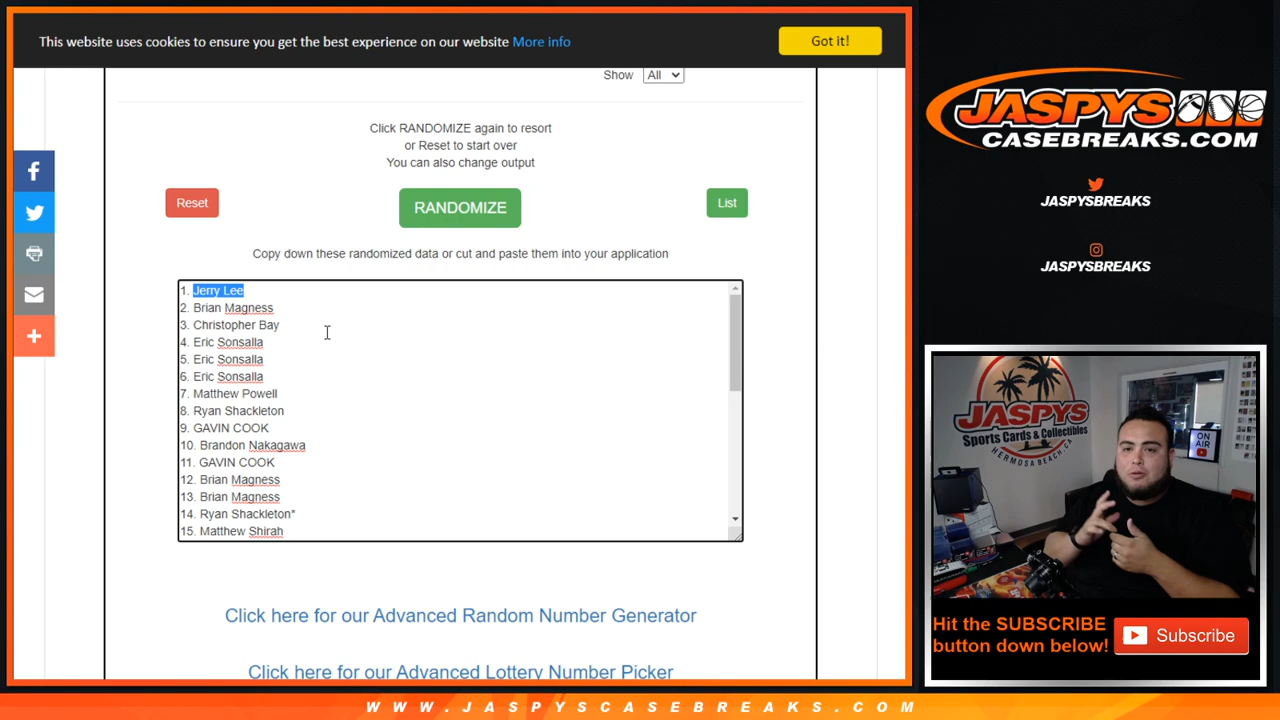 This website uses cookies to ensure you get the best experience on our website More info
Got it!
Show All
Click RANDOMIZE again to resort
or Reset to start over
You can also change output
Reset
RANDOMIZE
List
Copy down these randomized data or cut and paste them into your application
1. Jerry Lee
2. Brian Magness
3. Christopher Bay
4. Eric Sonsalla
5. Eric Sonsalla
6. Eric Sonsalla
7. Matthew Powell
8. Ryan Shackleton
9. GAVIN COOK
10. Brandon Nakagawa
11. GAVIN COOK
12. Brian Magness
13. Brian Magness
14. Ryan Shackleton*
15. Matthew Shirah
Click here for our Advanced Random Number Generator
Click here for our Advanced Lottery Number Picker
JASPYS
CASEBREAKS.COM
JASPYSBREAKS
JASPYSBREAKS
JASPYS
Sports Cards & Collectibles
HERMOSA BEACH, CA
ON
AIR
Hit the SUBSCRIBE
button down below!
Subscribe
WWW.JASPYSCASEBREAKS.COM